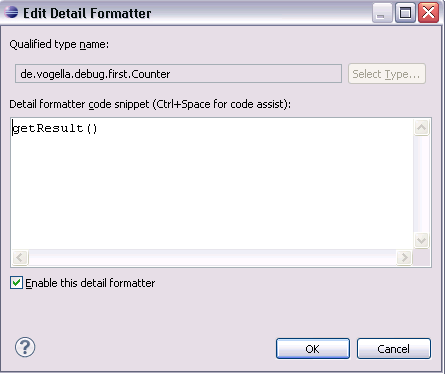 Edit Detail Formatter
Qualified type name:
de.vogella.debug.first.Counter
Select Type...
Detail formatter code snippet (Ctrl+Space for code assist):
getResult()
Enable this detail formatter
?
OK
Cancel